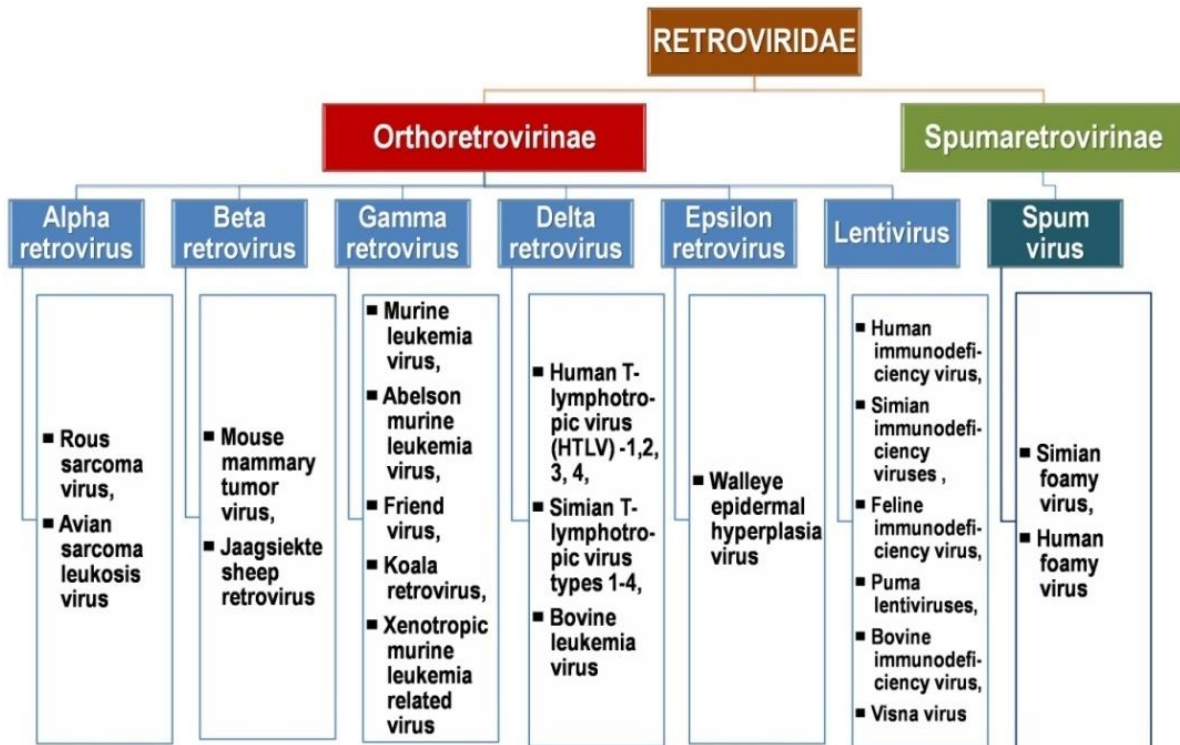 RETROVIRIDAE
Orthoretrovirinae
Spumaretrovirinae
Alpha
retrovirus
Beta
retrovirus
Gamma
retrovirus
Delta
retrovirus
Epsilon
retrovirus
Lentivirus
Spum
virus
▪ Rous
sarcoma
virus,
▪ Avian
sarcoma
leukosis
virus
▪ Mouse
mammary
tumor
virus,
▪ Jaagsiekte
sheep
retrovirus
▪ Murine
leukemia
virus,
▪ Abelson
murine
leukemia
virus,
▪ Friend
virus,
▪ Koala
retrovirus,
▪ Xenotropic
murine
leukemia
related
virus
▪ Human T-
lymphotro-
pic virus
(HTLV) -1,2,
3, 4,
▪ Simian T-
lymphotro-
pic virus
types 1-4,
▪ Bovine
leukemia
virus
▪ Walleye
epidermal
hyperplasia
virus
▪ Human
immunodefi-
ciency virus,
▪ Simian
immunodefi-
ciency
viruses ,
▪ Feline
immunodefi-
ciency virus,
▪ Puma
lentiviruses,
▪ Bovine
immunodefi-
ciency virus,
▪ Visna virus
▪ Simian
foamy
virus,
▪ Human
foamy
virus